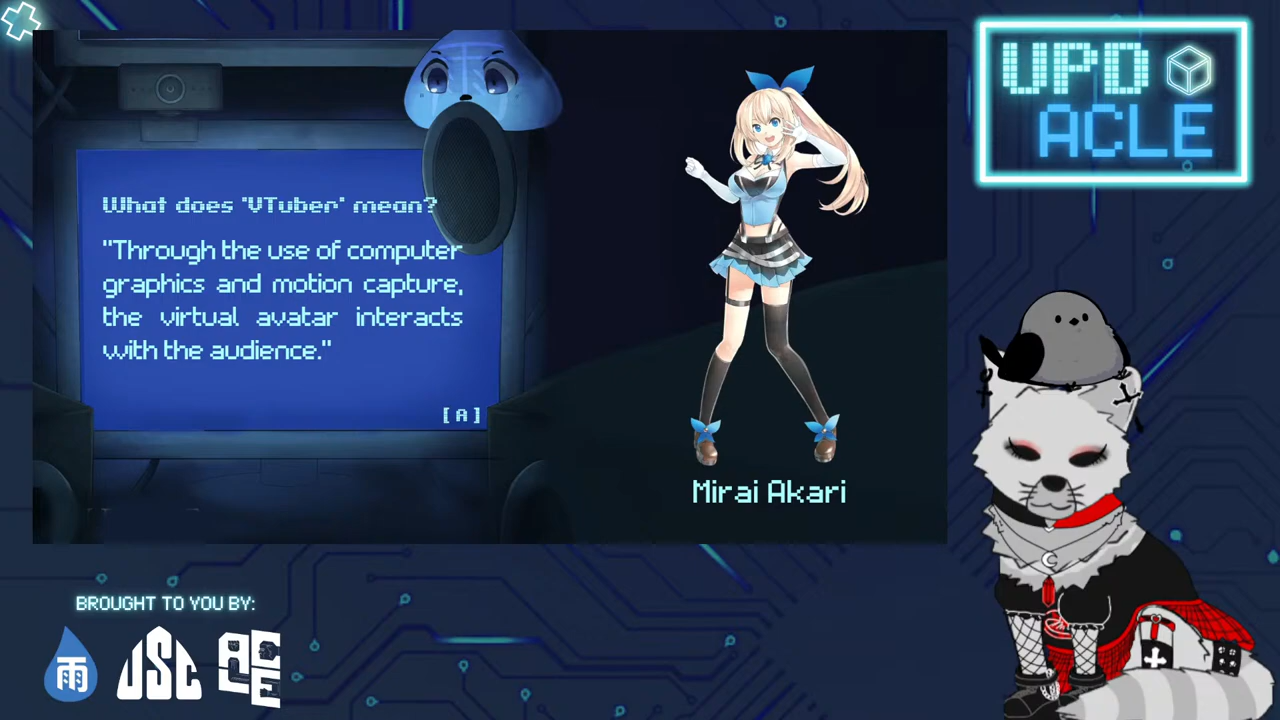 UPD
ACLE
What does "VTuber" mean?
"Through the use of computer
graphics and motion capture,
the virtual avatar interacts
with the audience."
[ A ]
Mirai Akari
BROUGHT TO YOU BY:
雨
JSC
ACLE